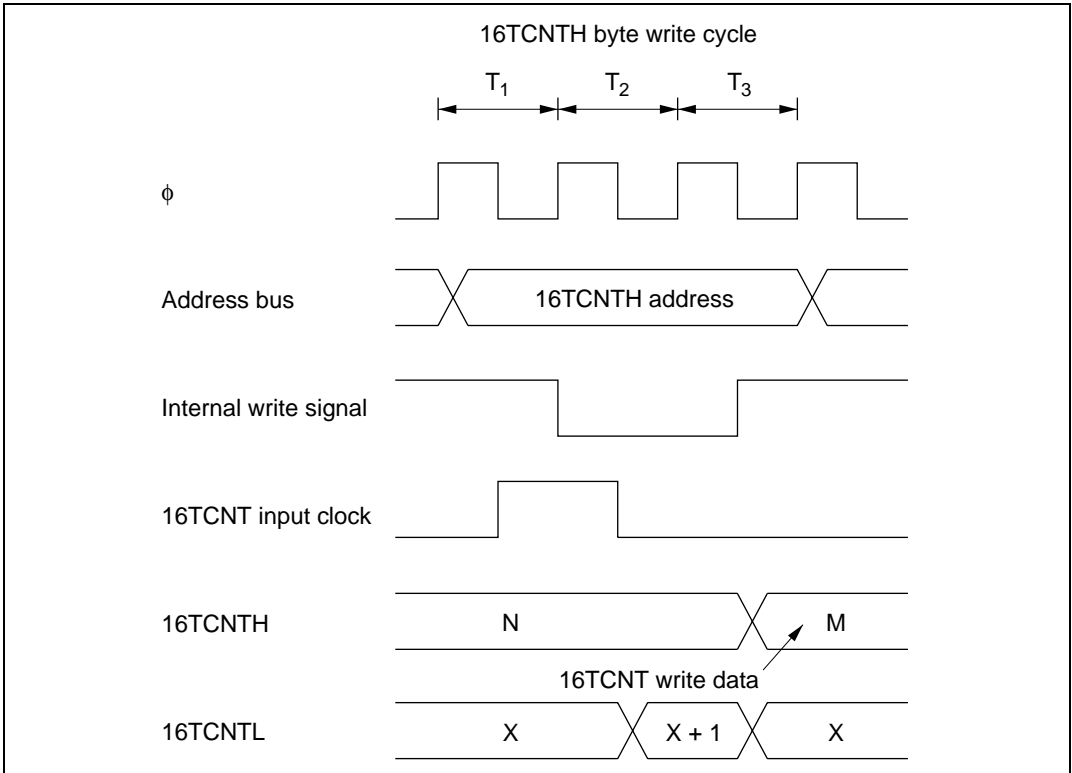 16TCNTH byte write cycle
T1 T2 T3
φ
Address bus 16TCNTH address
Internal write signal
16TCNT input clock
16TCNTH N M
16TCNT write data
16TCNTL X X + 1 X